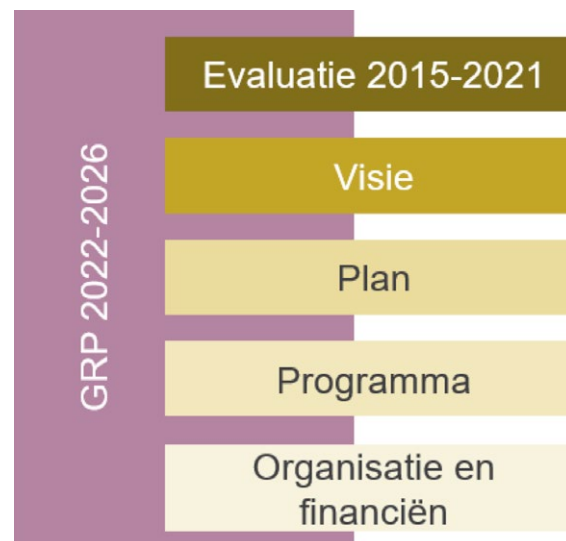 GRP 2022-2026
Evaluatie 2015-2021
Visie
Plan
Programma
Organisatie en
financiën